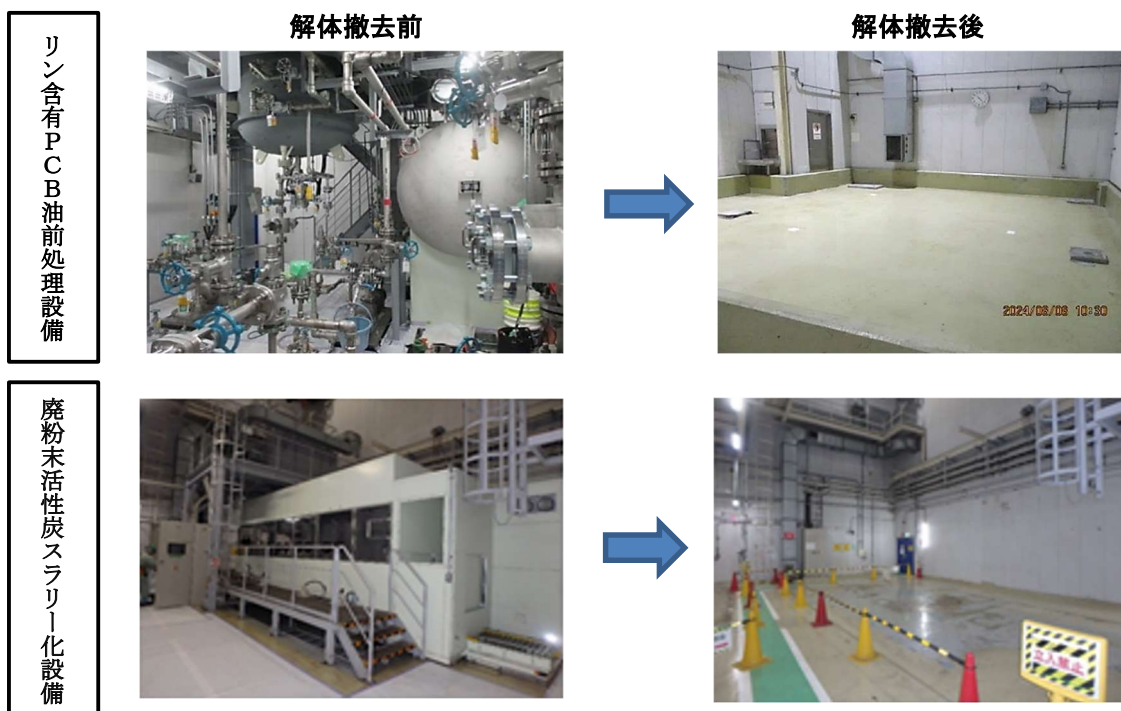 解体撤去前
解体撤去後
リン含有PCB油前処理設備
2024/08/09 10:30
廃粉末活性炭スラリー化設備
立入禁止